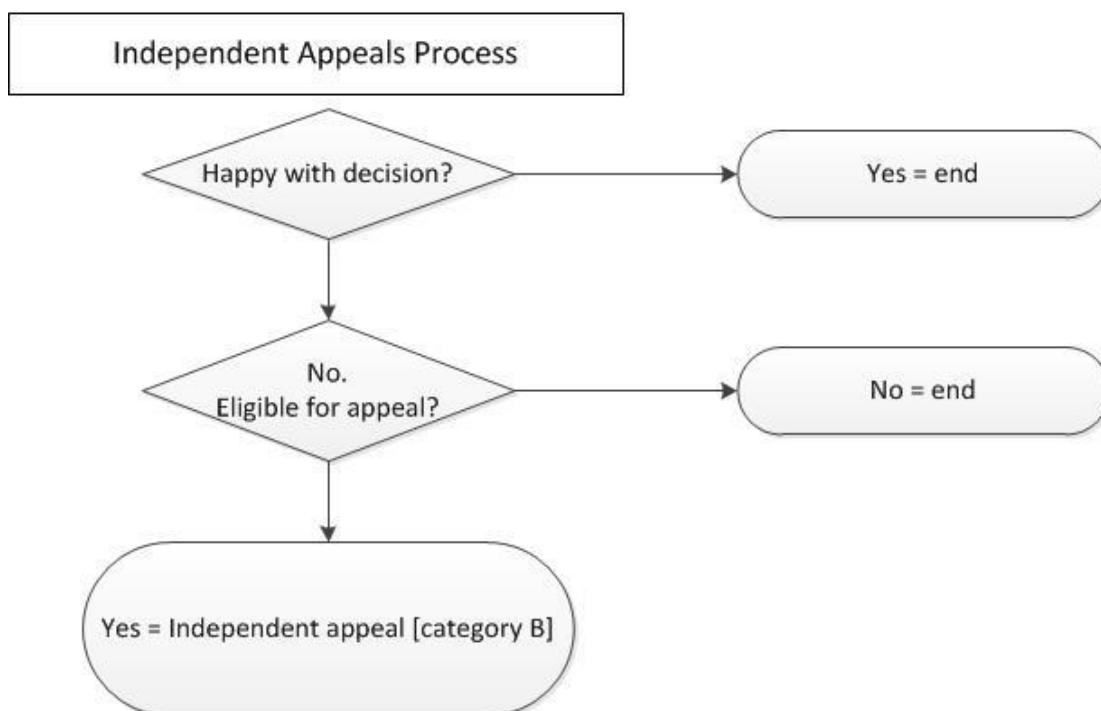 Independent Appeals Process
Happy with decision?
Yes = end
No.
Eligible for appeal?
No = end
Yes = Independent appeal [category B]